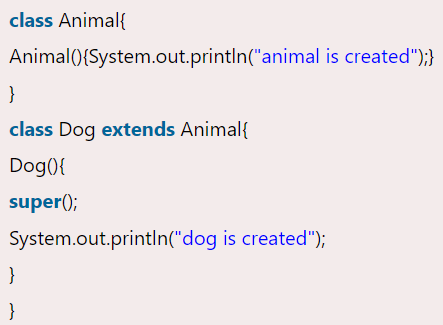 class Animal{
Animal(){System.out.println("animal is created");}
}
class Dog extends Animal{
Dog(){
super();
System.out.println("dog is created");
}
}